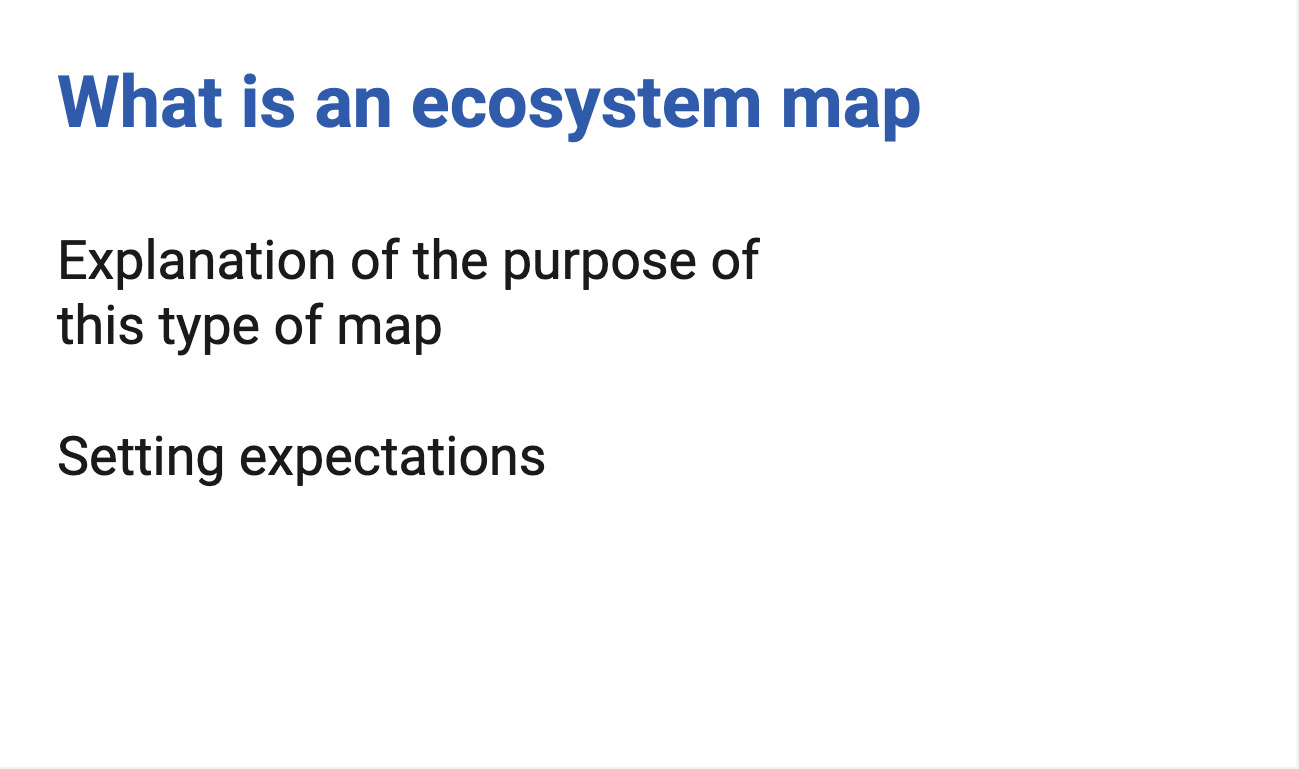 What is an ecosystem map
Explanation of the purpose of
this type of map
Setting expectations